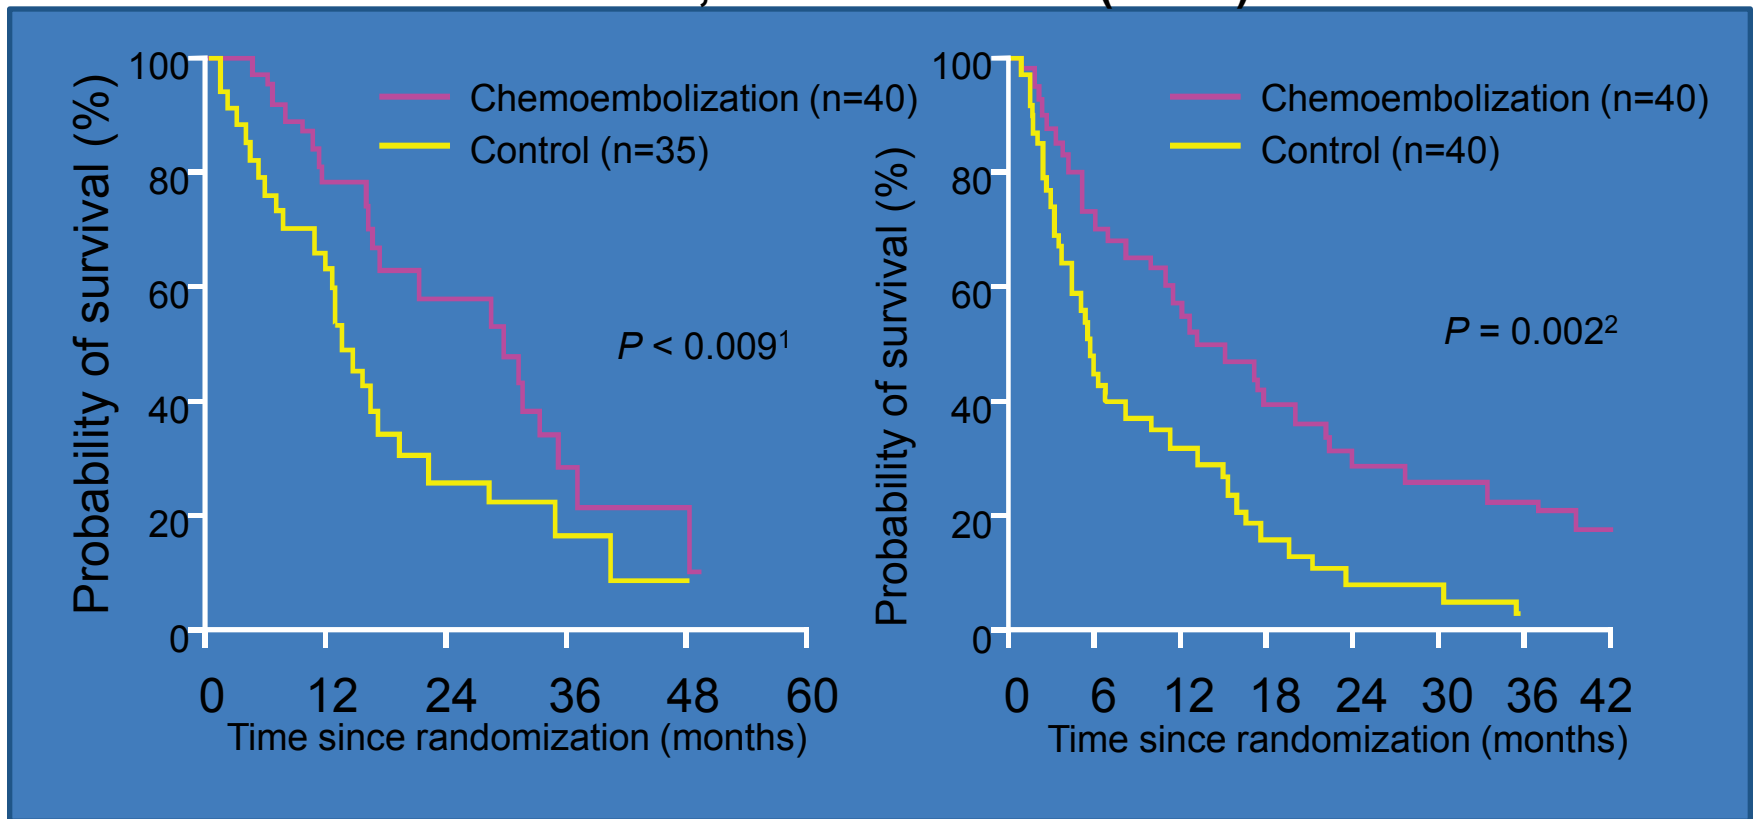 100
80
60
40
20
0
Probability of survival (%)
Chemoembolization (n=40)
Control (n=35)
P < 0.009¹
0 12 24 36 48 60
Time since randomization (months)
100
80
60
40
20
0
Probability of survival (%)
Chemoembolization (n=40)
Control (n=40)
P = 0.002²
0 6 12 18 24 30 36 42
Time since randomization (months)